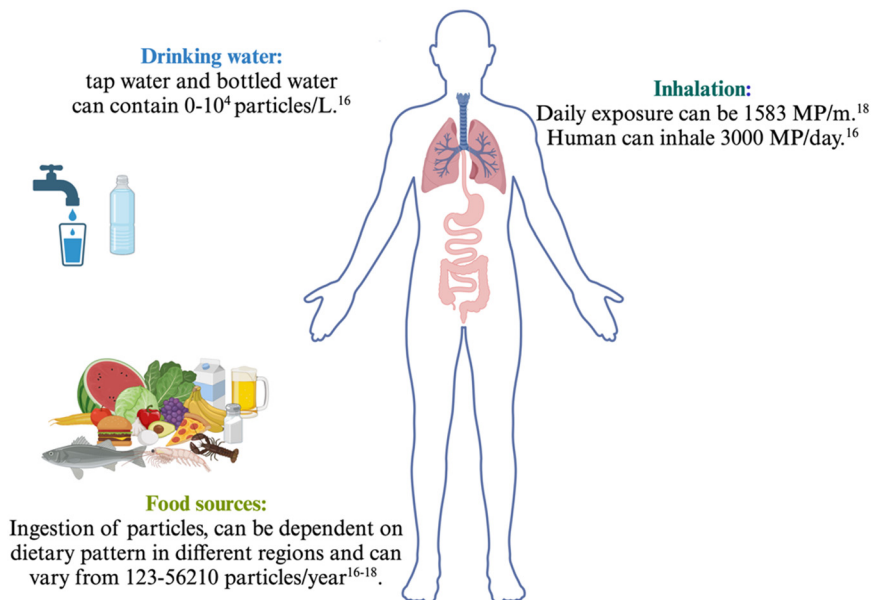 Drinking water:
tap water and bottled water
can contain 0-10⁴ particles/L.¹⁶
Inhalation:
Daily exposure can be 1583 MP/m.¹⁸
Human can inhale 3000 MP/day.¹⁶
Food sources:
Ingestion of particles, can be dependent on
dietary pattern in different regions and can
vary from 123-56210 particles/year¹⁶⁻¹⁸.